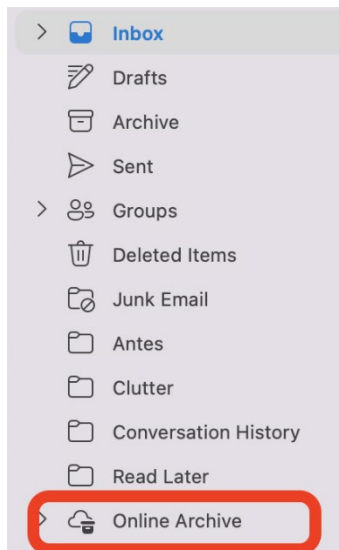 Inbox
Drafts
Archive
Sent
Groups
Deleted Items
Junk Email
Antes
Clutter
Conversation History
Read Later
Online Archive